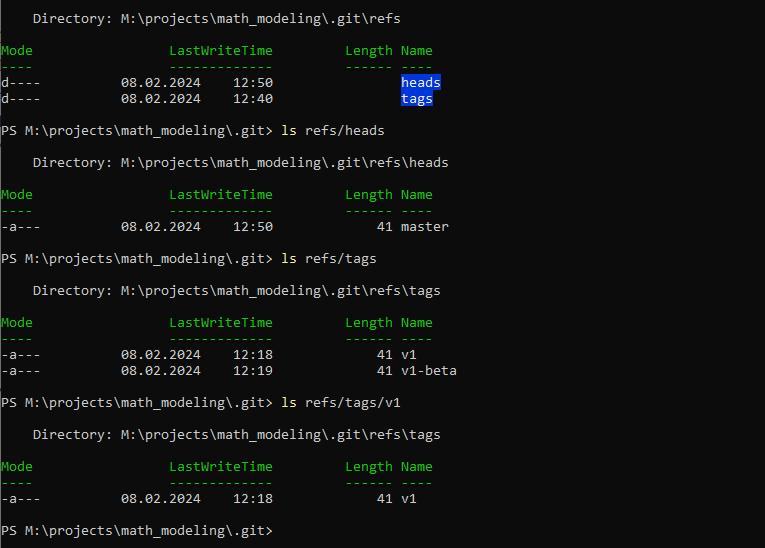 Directory: M:\projects\math_modeling\.git\refs
Mode LastWriteTime Length Name
---- ------------- ------ ----
d---- 08.02.2024 12:50 heads
d---- 08.02.2024 12:40 tags
PS M:\projects\math_modeling\.git> ls refs/heads
Directory: M:\projects\math_modeling\.git\refs\heads
Mode LastWriteTime Length Name
---- ------------- ------ ----
-a--- 08.02.2024 12:50 41 master
PS M:\projects\math_modeling\.git> ls refs/tags
Directory: M:\projects\math_modeling\.git\refs\tags
Mode LastWriteTime Length Name
---- ------------- ------ ----
-a--- 08.02.2024 12:18 41 v1
-a--- 08.02.2024 12:19 41 v1-beta
PS M:\projects\math_modeling\.git> ls refs/tags/v1
Directory: M:\projects\math_modeling\.git\refs\tags
Mode LastWriteTime Length Name
---- ------------- ------ ----
-a--- 08.02.2024 12:18 41 v1
PS M:\projects\math_modeling\.git>